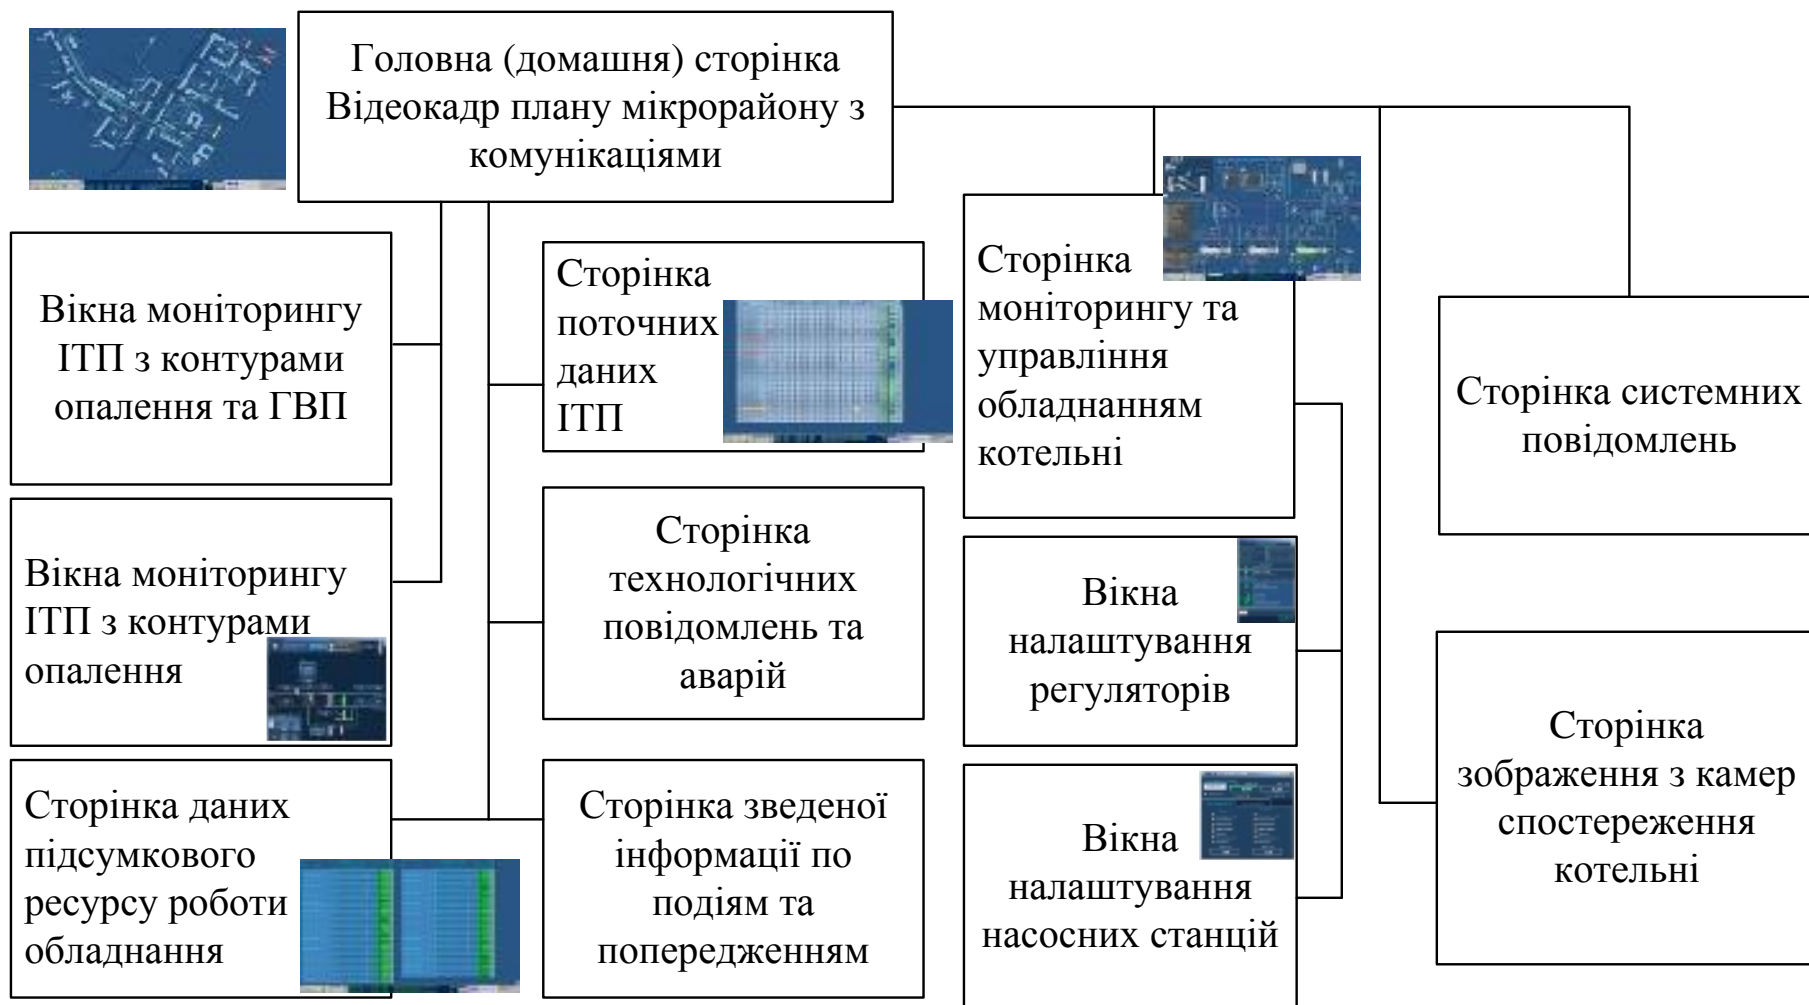 Головна (домашня) сторінка
Відеокадр плану мікрорайону з
комунікаціями
Вікна моніторингу
ІТП з контурами
опалення та ГВП
Вікна моніторингу
ІТП з контурами
опалення
Сторінка даних
підсумкового
ресурсу роботи
обладнання
Сторінка
поточних
даних
ІТП
Сторінка
технологічних
повідомлень та
аварій
Сторінка зведеної
інформації по
подіям та
попередженням
Сторінка
моніторингу та
управління
обладнанням
котельні
Вікна
налаштування
регуляторів
Вікна
налаштування
насосних станцій
Сторінка системних
повідомлень
Сторінка
зображення з камер
спостереження
котельні